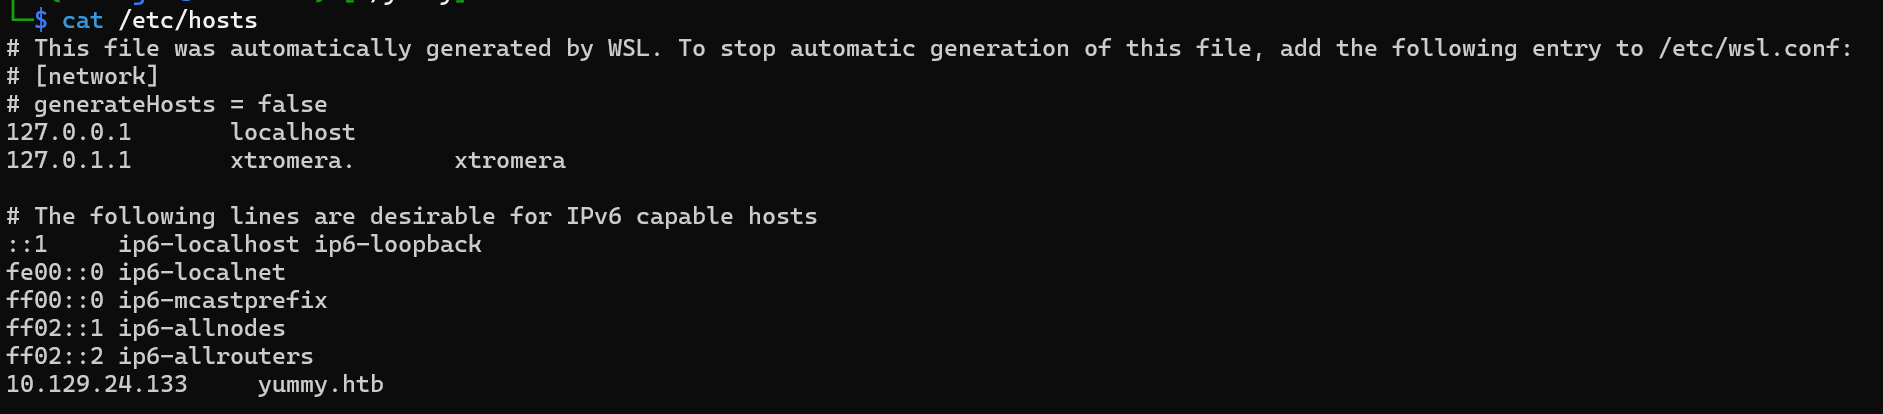 └─$ cat /etc/hosts
# This file was automatically generated by WSL. To stop automatic generation of this file, add the following entry to /etc/wsl.conf:
# [network]
# generateHosts = false
127.0.0.1       localhost
127.0.1.1       xtromera.       xtromera

# The following lines are desirable for IPv6 capable hosts
::1     ip6-localhost ip6-loopback
fe00::0 ip6-localnet
ff00::0 ip6-mcastprefix
ff02::1 ip6-allnodes
ff02::2 ip6-allrouters
10.129.24.133     yummy.htb